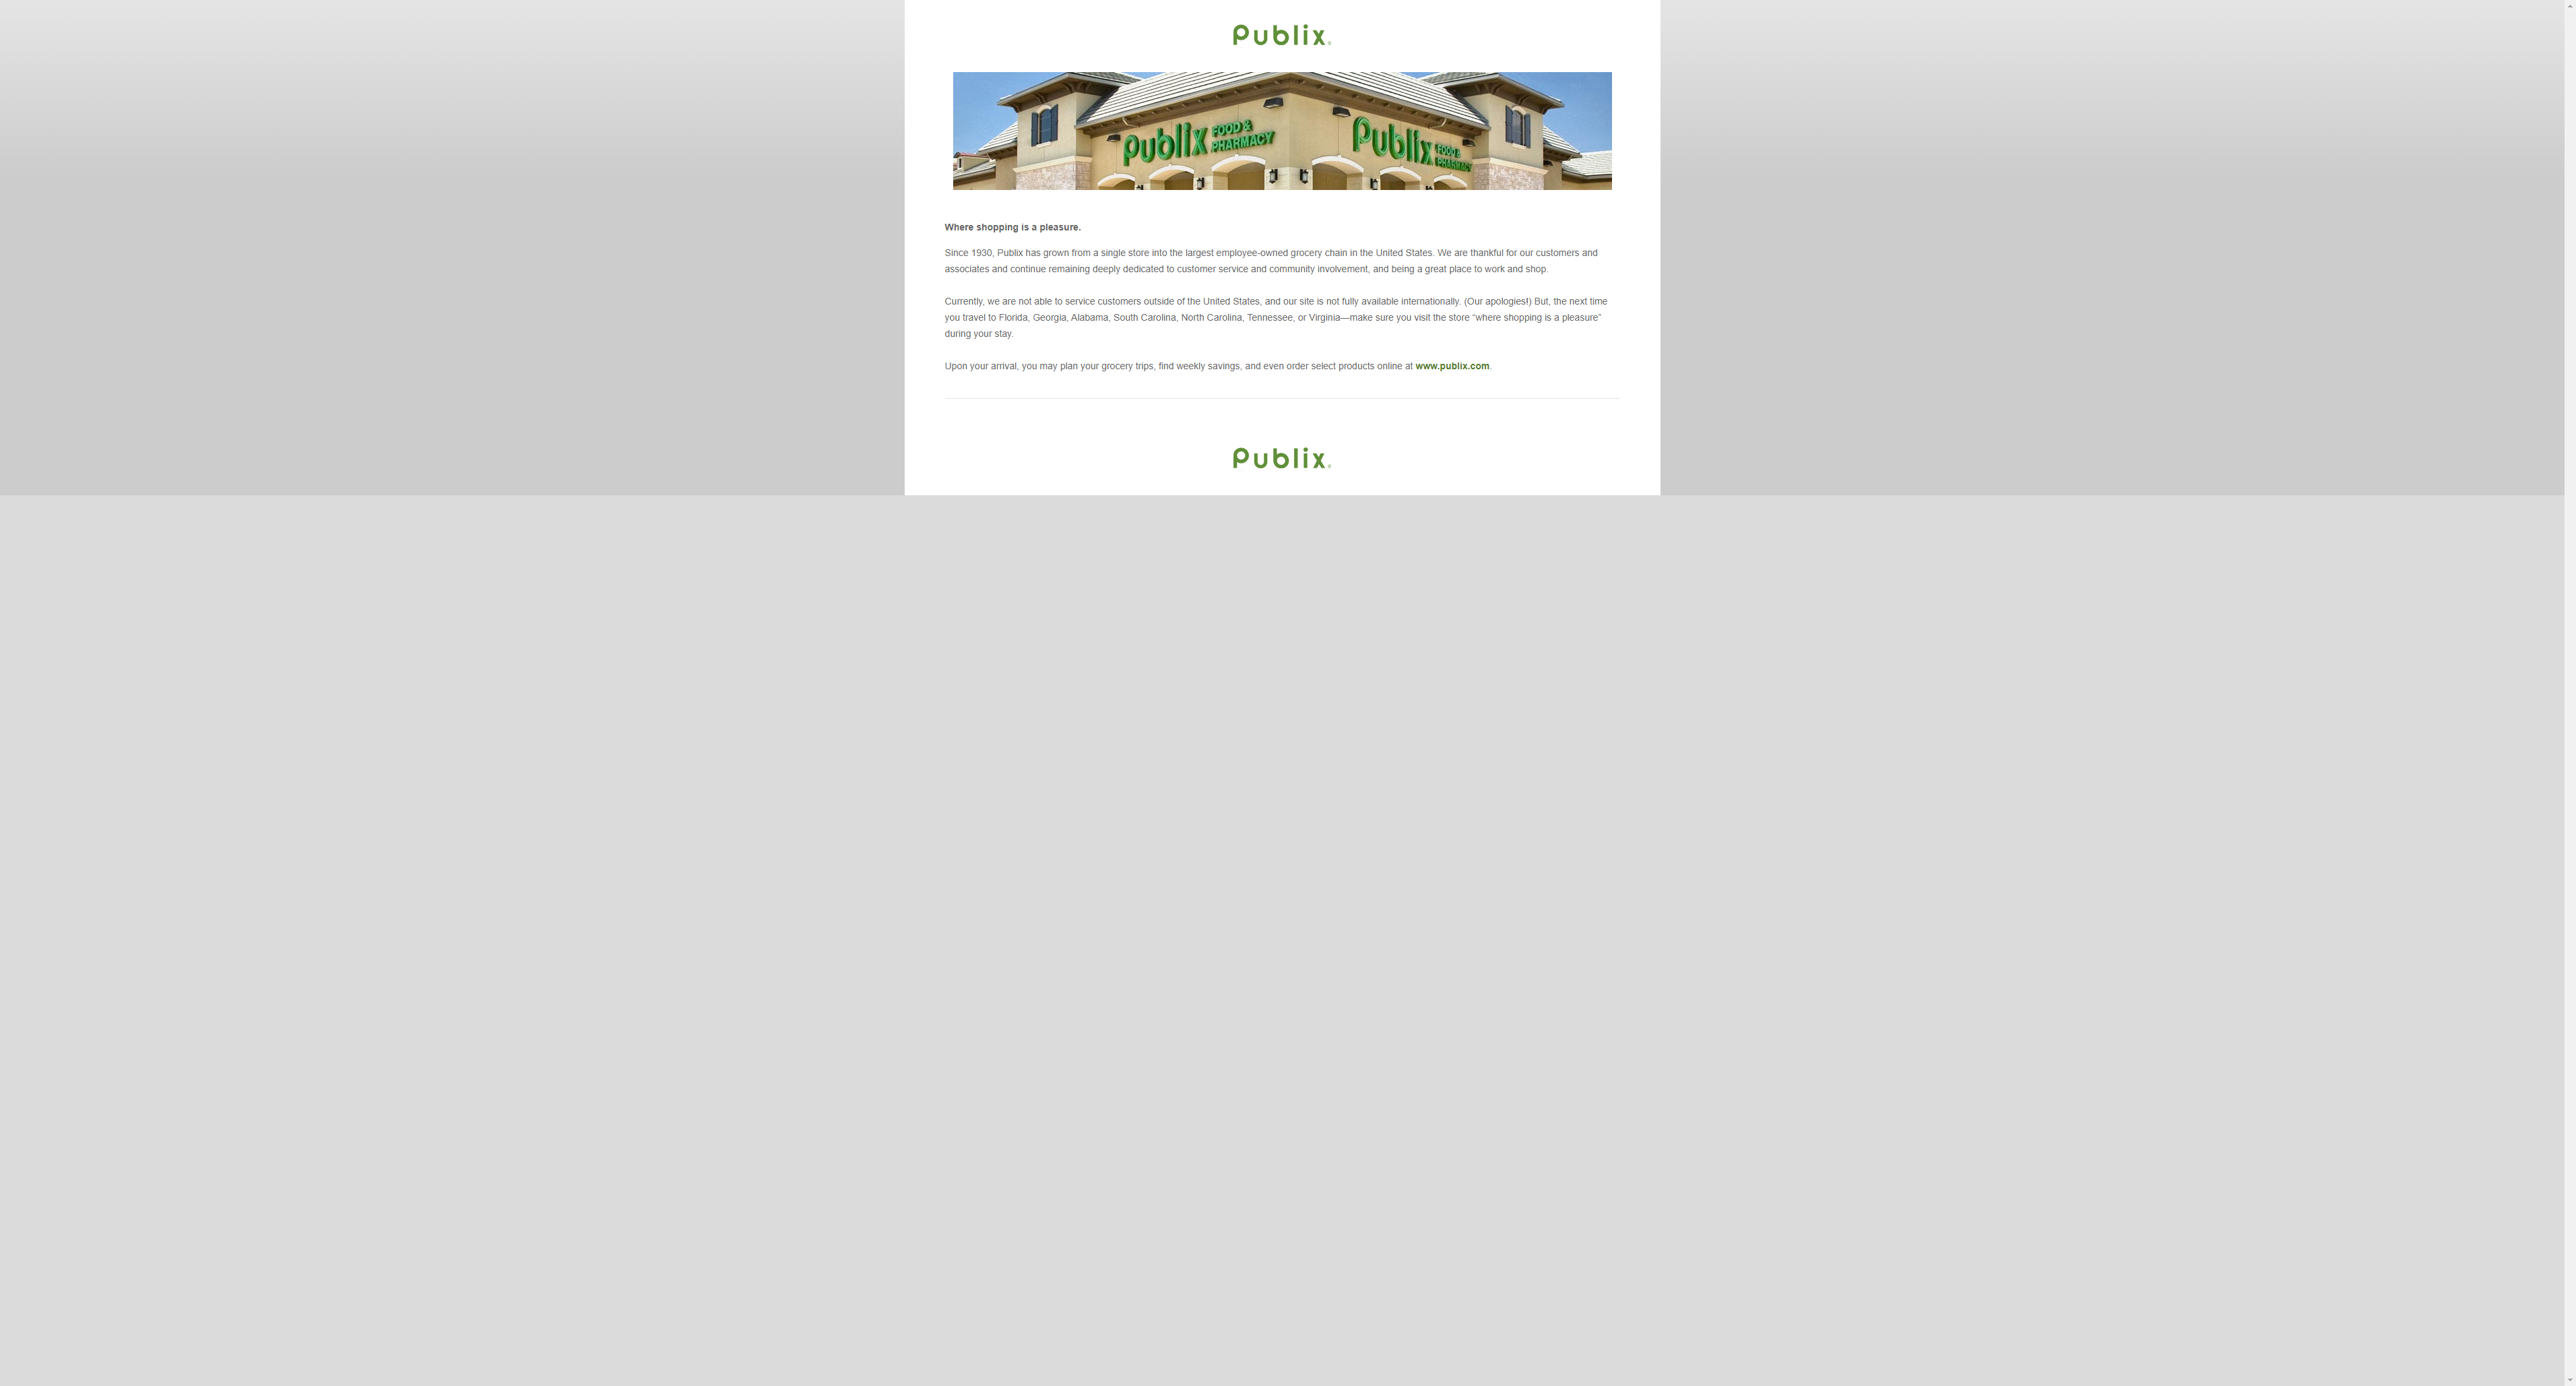 Publix®
Publix FOOD & PHARMACY
Publix FOOD & PHARMACY
Where shopping is a pleasure.
Since 1930, Publix has grown from a single store into the largest employee-owned grocery chain in the United States. We are thankful for our customers and
associates and continue remaining deeply dedicated to customer service and community involvement, and being a great place to work and shop.
Currently, we are not able to service customers outside of the United States, and our site is not fully available internationally. (Our apologies!) But, the next time
you travel to Florida, Georgia, Alabama, South Carolina, North Carolina, Tennessee, or Virginia—make sure you visit the store “where shopping is a pleasure”
during your stay.
Upon your arrival, you may plan your grocery trips, find weekly savings, and even order select products online at www.publix.com.
Publix®